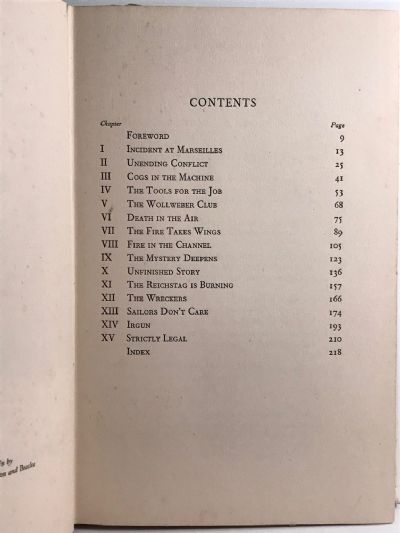 CONTENTS
Chapter Page
Foreword 9
I Incident at Marseilles 13
II Unending Conflict 25
III Cogs in the Machine 41
IV The Tools for the Job 53
V The Wollweber Club 68
VI Death in the Air 75
VII The Fire Takes Wings 89
VIII Fire in the Channel 105
IX The Mystery Deepens 123
X Unfinished Story 136
XI The Reichstag is Burning 157
XII The Wreckers 166
XIII Sailors Don't Care 174
XIV Irgun 193
XV Strictly Legal 210
Index 218
by
and Beccles